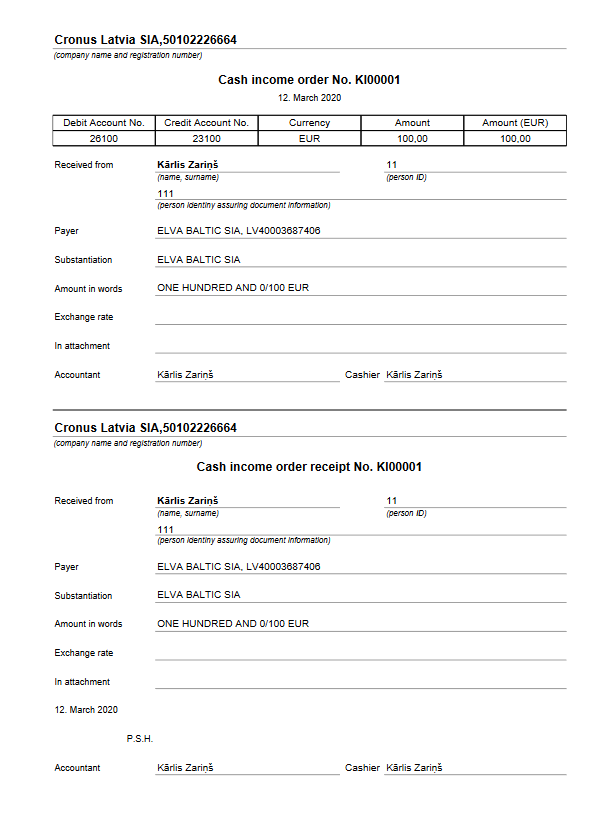 Cronus Latvia SIA,50102226664
(company name and registration number)
Cash income order No. KI00001
12. March 2020
Debit Account No. Credit Account No. Currency Amount Amount (EUR)
26100 23100 EUR 100,00 100,00
Received from Kārlis Zariņš 11
(name, surname) (person ID)
111
(person identiny assuring document information)
Payer ELVA BALTIC SIA, LV40003687406
Substantiation ELVA BALTIC SIA
Amount in words ONE HUNDRED AND 0/100 EUR
Exchange rate
In attachment
Accountant Kārlis Zariņš Cashier Kārlis Zariņš
Cronus Latvia SIA,50102226664
(company name and registration number)
Cash income order receipt No. KI00001
Received from Kārlis Zariņš 11
(name, surname) (person ID)
111
(person identiny assuring document information)
Payer ELVA BALTIC SIA, LV40003687406
Substantiation ELVA BALTIC SIA
Amount in words ONE HUNDRED AND 0/100 EUR
Exchange rate
In attachment
12. March 2020
P.S.H.
Accountant Kārlis Zariņš Cashier Kārlis Zariņš